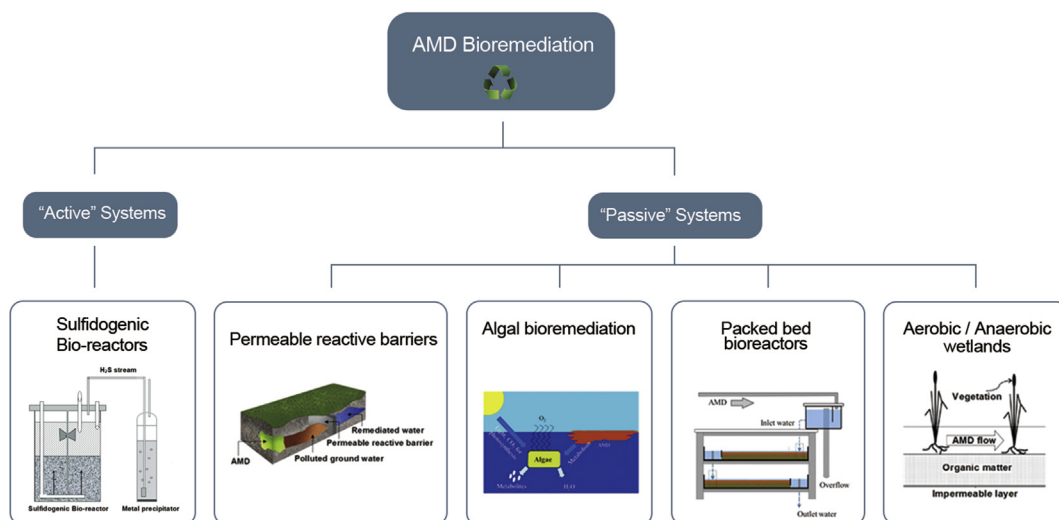 AMD Bioremediation
"Active" Systems
"Passive" Systems
Sulfidogenic
Bio-reactors
H₂S stream
Sulfidogenic Bio-reactor
Metal precipitator
Permeable reactive barriers
Remediated water
Permeable reactive barrier
AMD
Polluted ground water
Algal bioremediation
O₂
Algae
Metabolites
H₂O
Packed bed
bioreactors
AMD
Inlet water
Overflow
Outlet water
Aerobic / Anaerobic
wetlands
Vegetation
AMD flow
Organic matter
Impermeable layer